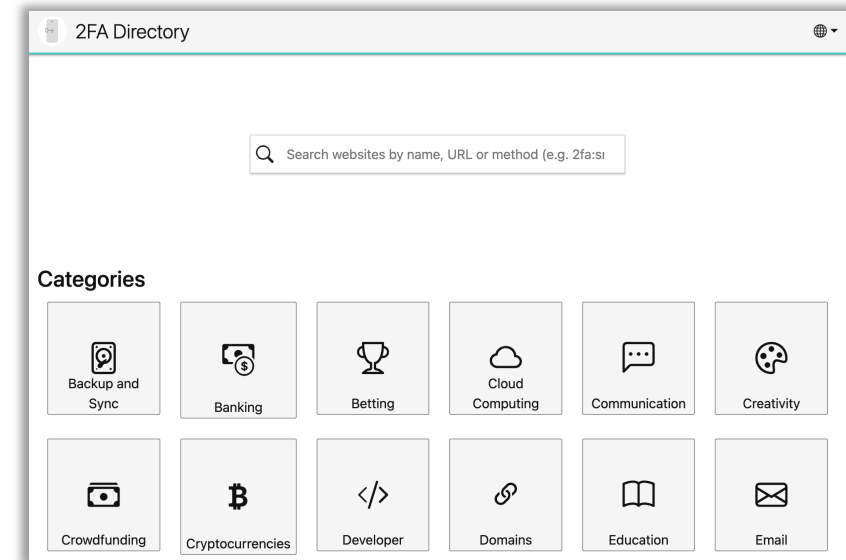 2FA Directory
Search websites by name, URL or method (e.g. 2fa:
Categories
Backup and
Sync
Banking
Betting
Cloud
Computing
Communication
Creativity
Crowdfunding
Cryptocurrencies
Developer
Domains
Education
Email